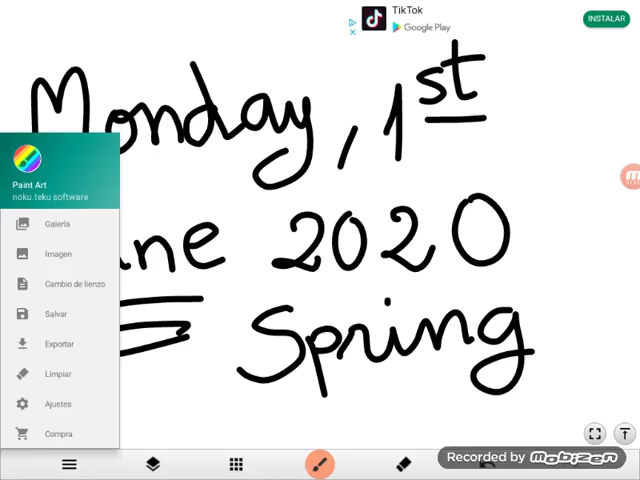 TikTok
Google Play
INSTALAR
Monday, 1st
2020
Spring
Paint Art
noku.teku software
Galería
Imagen
Cambio de lienzo
Salvar
Exportar
Limpiar
Ajustes
Compra
Recorded by Mobizen